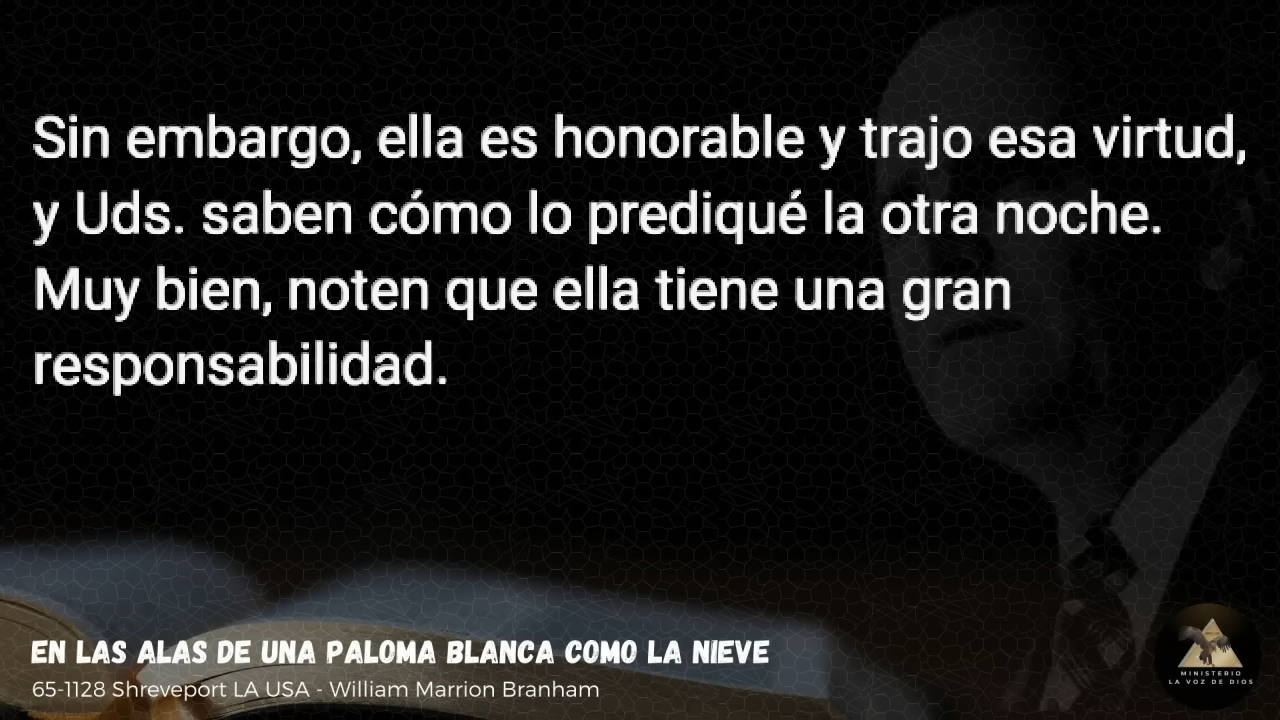 Sin embargo, ella es honorable y trajo esa virtud,
y Uds. saben cómo lo prediqué la otra noche.
Muy bien, noten que ella tiene una gran
responsabilidad.
EN LAS ALAS DE UNA PALOMA BLANCA COMO LA NIEVE
65-1128 Shreveport LA USA - William Marrion Branham
MINISTERIO
LA VOZ DE DIOS